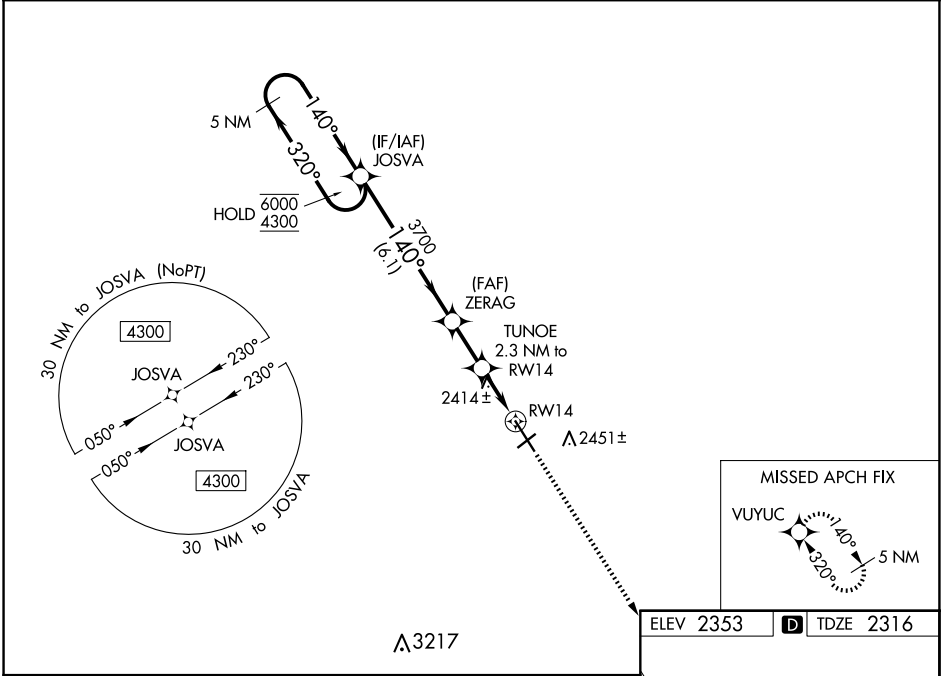 5 NM
140°
320°
(IF/IAF)
JOSVA
HOLD 6000
4300
3700
140°
(6.1)
(FAF)
ZERAG
TUNOE
2.3 NM to
RW14
2414±
RW14
2451±
30 NM to JOSVA (NoPT)
4300
JOSVA
230°
050°
230°
050°
JOSVA
4300
30 NM to JOSVA
MISSED APCH FIX
VUYUC
140°
320°
5 NM
3217
ELEV 2353 D TDZE 2316